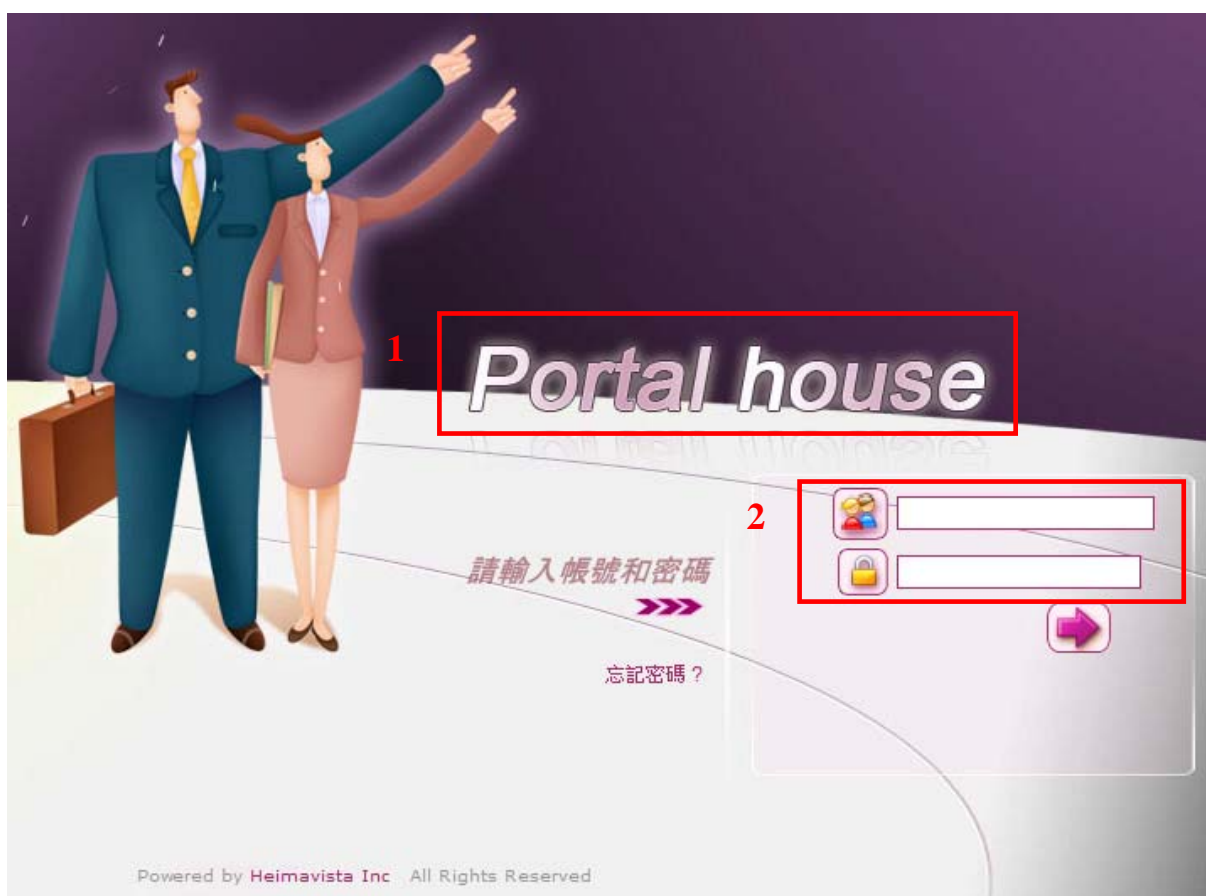 1
Portal house
2
請輸入帳號和密碼
忘記密碼？
Powered by Heimavista Inc All Rights Reserved